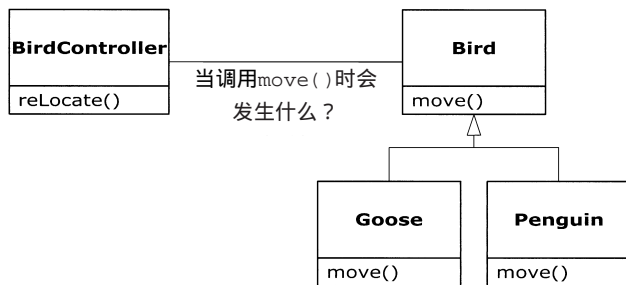 BirdController
reLocate()
当调用move()时会
发生什么？
Bird
move()
Goose
move()
Penguin
move()